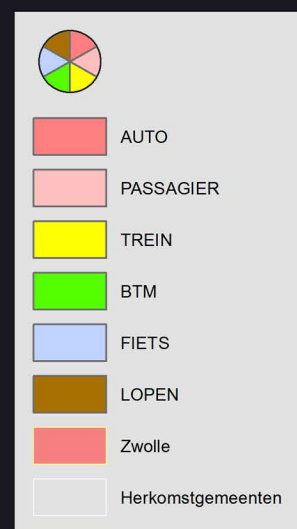 AUTO
PASSAGIER
TREIN
BTM
FIETS
LOPEN
Zwolle
Herkomstgemeenten